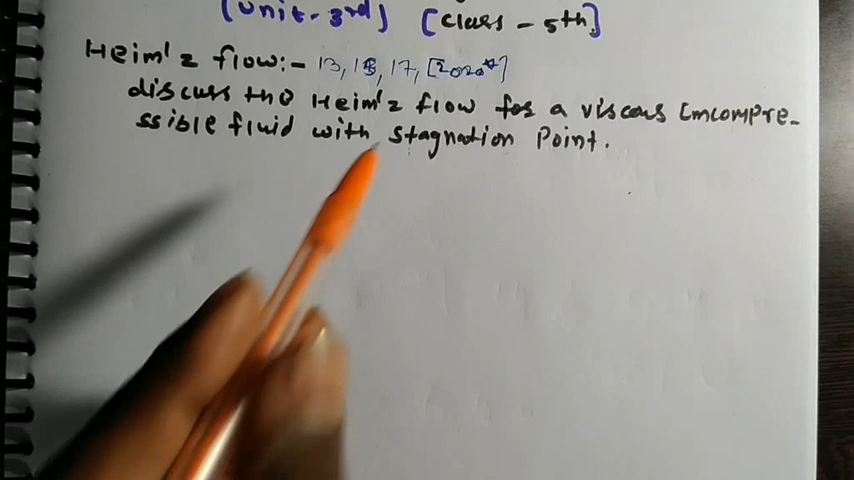 (Unit-3rd) [Class-5th]
Heim'z flow:- 13, 15, 17, [2020*]
discuss the Heim'z flow for a viscous Incompre-
ssible fluid with stagnation Point.